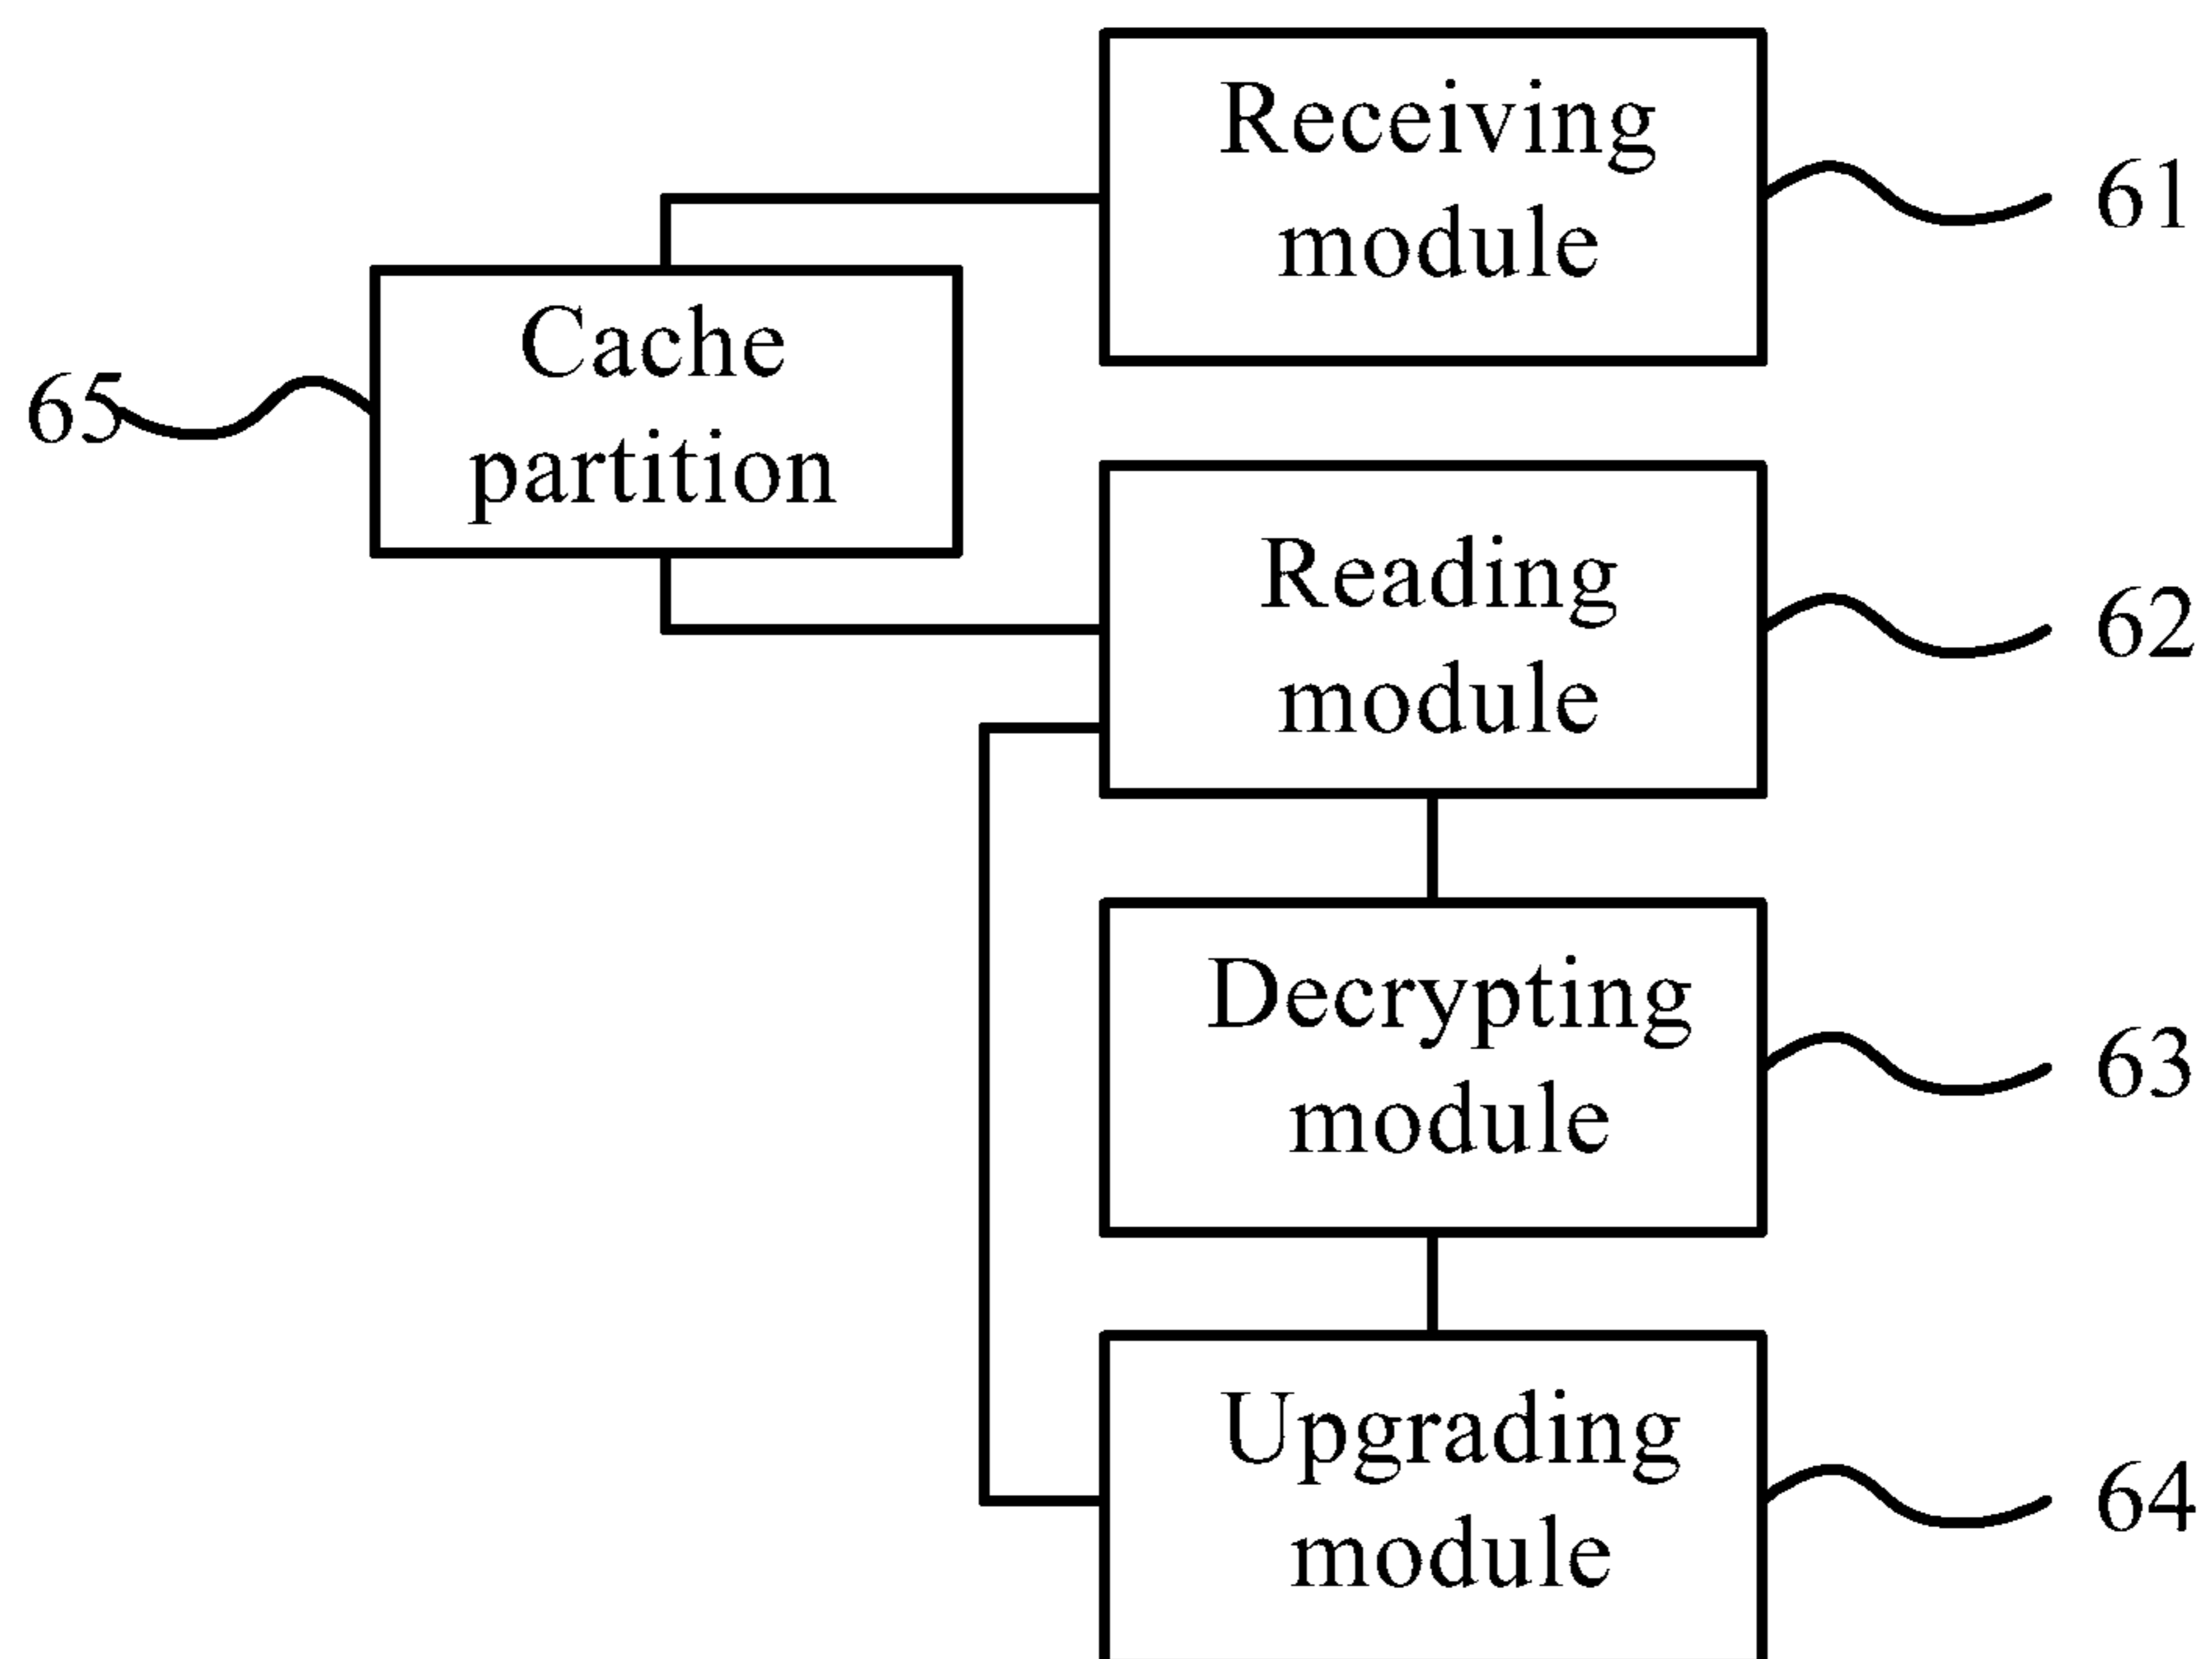 Receiving
module
61
Cache
partition
65
Reading
module
62
Decrypting
module
63
Upgrading
module
64